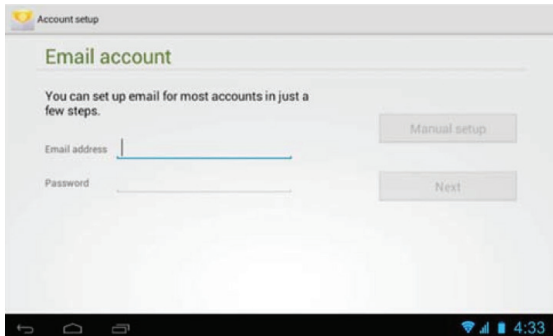 Account setup
Email account
You can set up email for most accounts in just a
few steps.
Manual setup
Email address
Password
Next
4:33